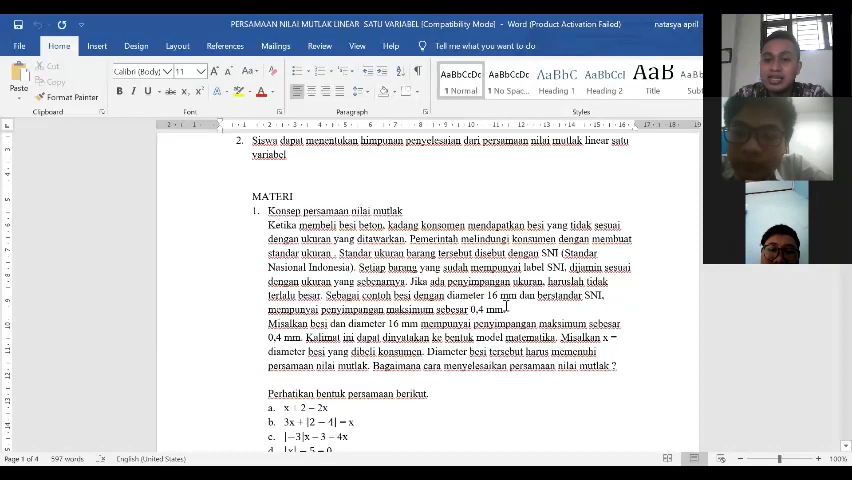 PERSAMAAN NILAI MUTLAK LINEAR SATU VARIABEL [Compatibility Mode] - Word (Product Activation Failed)
natasya april
File Home Insert Design Layout References Mailings Review View Help Tell me what you want to do
Cut
Copy
Format Painter
Paste
Clipboard
Calibri (Body) 11
Font
Paragraph
AaBbCcDc AaBbCcDc AaBbC AaBbCcI AaB AaBb
1 Normal 1 No Spac... Heading 1 Heading 2 Title
Styles
2. Siswa dapat menentukan himpunan penyelesaian dari persamaan nilai mutlak linear satu
variabel
MATERI
1. Konsep persamaan nilai mutlak
Ketika membeli besi beton, kadang konsumen mendapatkan besi yang tidak sesuai
dengan ukuran yang ditawarkan. Pemerintah melindungi konsumen dengan membuat
standar ukuran . Standar ukuran barang tersebut disebut dengan SNI (Standar
Nasional Indonesia). Setiap barang yang sudah mempunyai label SNI, dijamin sesuai
dengan ukuran yang sebenarnya. Jika ada penyimpangan ukuran, haruslah tidak
terlalu besar. Sebagai contoh besi dengan diameter 16 mm dan berstandar SNI,
mempunyai penyimpangan maksimum sebesar 0,4 mm.
Misalkan besi dan diameter 16 mm mempunyai penyimpangan maksimum sebesar
0,4 mm. Kalimat ini dapat dinyatakan ke bentuk model matematika. Misalkan x =
diameter besi yang dibeli konsumen. Diameter besi tersebut harus memenuhi
persamaan nilai mutlak. Bagaimana cara menyelesaikan persamaan nilai mutlak ?
Perhatikan bentuk persamaan berikut.
a. x + 2 = 2x
b. 3x + |2 − 4| = x
c. |−3|x − 3 = 4x
d. |x| − 5 = 0
Page 1 of 4 597 words English (United States) 100%